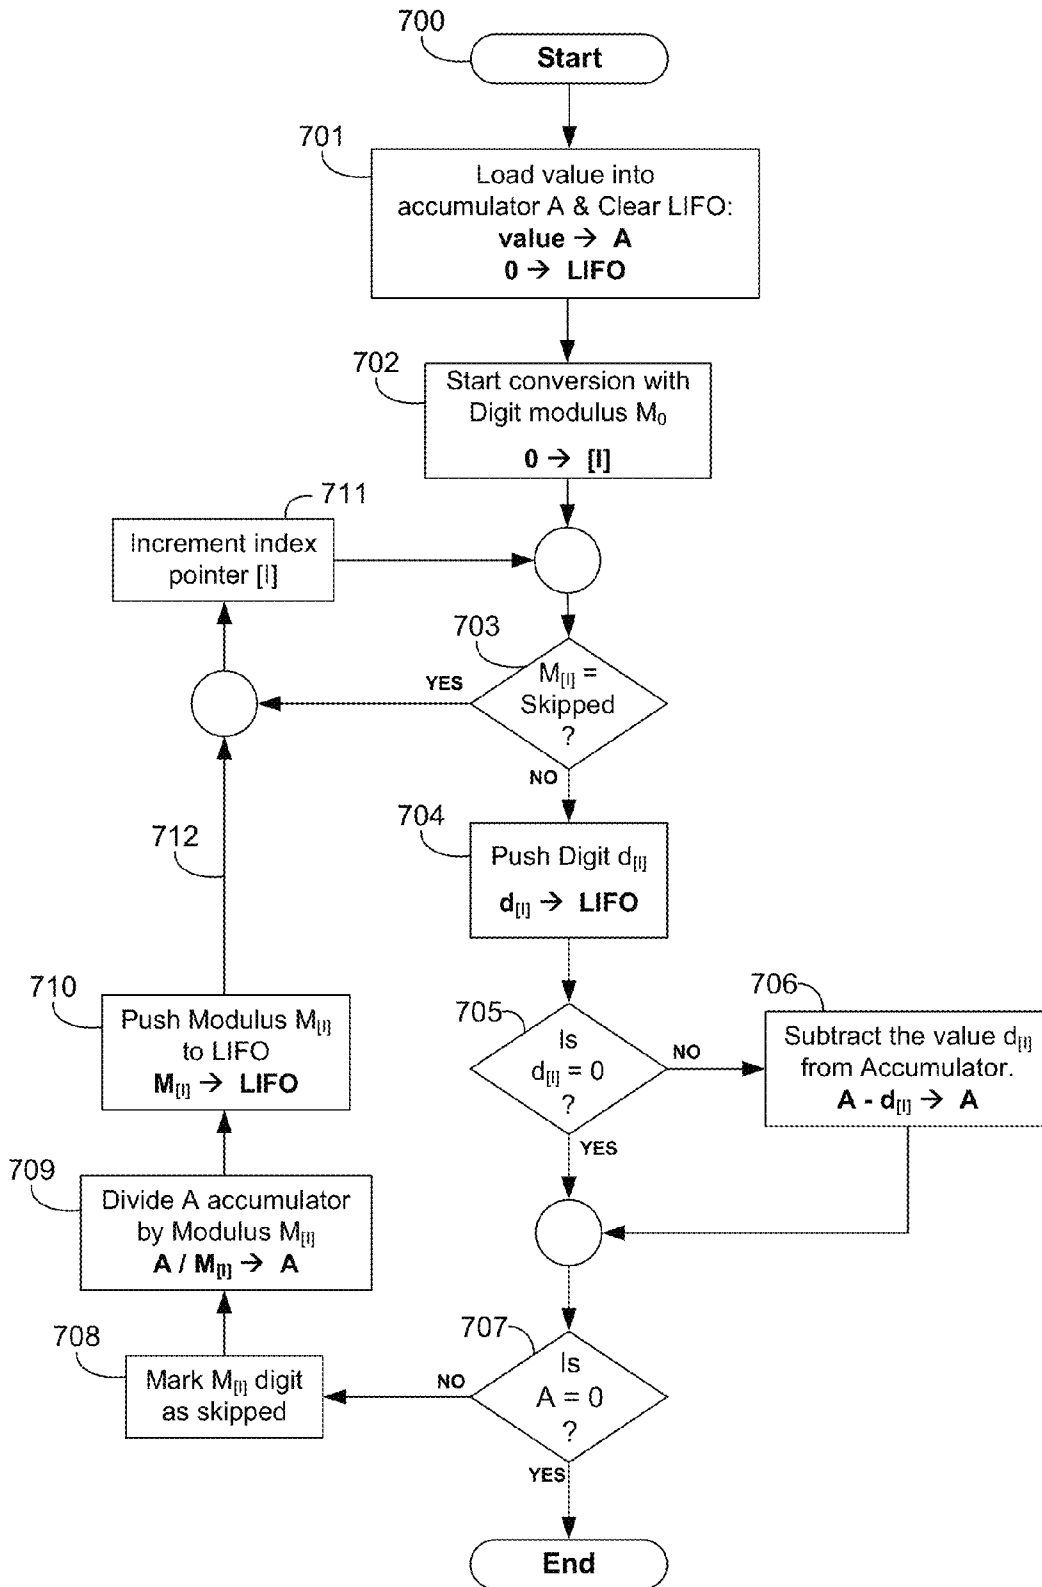 700
Start
701
Load value into
accumulator A & Clear LIFO:
value → A
0 → LIFO
702
Start conversion with
Digit modulus M₀
0 → [I]
711
Increment index
pointer [I]
703
M[I] =
Skipped
?
YES
NO
704
Push Digit d[I]
d[I] → LIFO
712
705
Is
d[I] = 0
?
NO
YES
706
Subtract the value d[I]
from Accumulator.
A - d[I] → A
710
Push Modulus M[I]
to LIFO
M[I] → LIFO
709
Divide A accumulator
by Modulus M[I]
A / M[I] → A
708
Mark M[I] digit
as skipped
707
Is
A = 0
?
NO
YES
End